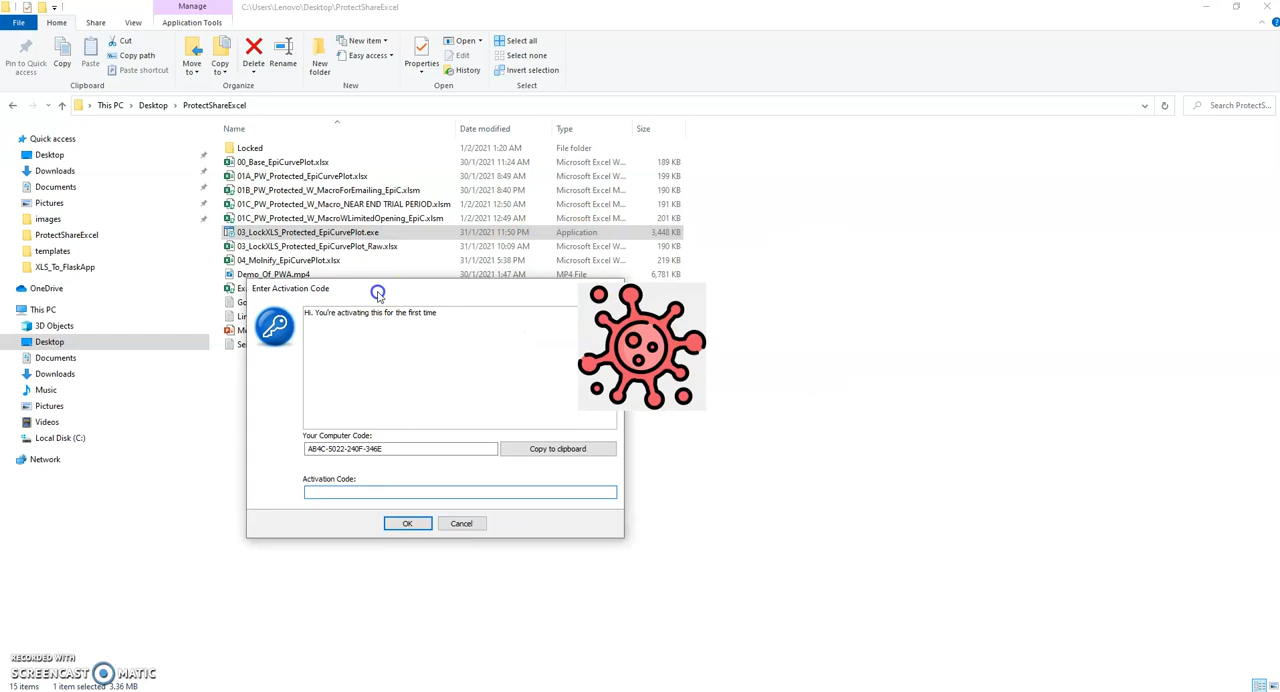 Manage
C:\Users\Lenovo\Desktop\ProtectShareExcel
File
Home
Share
View
Application Tools
Pin to Quick access
Copy
Paste
Cut
Copy path
Paste shortcut
Clipboard
Move to
Copy to
Delete
Rename
Organize
New folder
New item
Easy access
New
Properties
Open
Edit
History
Open
Select all
Select none
Invert selection
Select
This PC
Desktop
ProtectShareExcel
Search ProtectS...
Name
Date modified
Type
Size
Quick access
Desktop
Downloads
Documents
Pictures
images
ProtectShareExcel
templates
XLS_To_FlaskApp
OneDrive
This PC
3D Objects
Desktop
Documents
Downloads
Music
Pictures
Videos
Local Disk (C:)
Network
Locked 1/2/2021 1:20 AM File folder
00_Base_EpiCurvePlot.xlsx 30/1/2021 11:24 AM Microsoft Excel W... 189 KB
01A_PW_Protected_EpiCurvePlot.xlsx 30/1/2021 8:49 AM Microsoft Excel W... 199 KB
01B_PW_Protected_W_MacroForEmailing_EpiC.xlsm 30/1/2021 8:40 PM Microsoft Excel W... 190 KB
01C_PW_Protected_W_Macro_NEAR END TRIAL PERIOD.xlsm 1/2/2021 12:50 AM Microsoft Excel W... 191 KB
01C_PW_Protected_W_MacroWLimitedOpening_EpiC.xlsm 1/2/2021 12:49 AM Microsoft Excel W... 201 KB
03_LockXLS_Protected_EpiCurvePlot.exe 31/1/2021 11:50 PM Application 3,448 KB
03_LockXLS_Protected_EpiCurvePlot_Raw.xlsx 31/1/2021 10:09 AM Microsoft Excel W... 190 KB
04_Molnify_EpiCurvePlot.xlsx 31/1/2021 5:38 PM Microsoft Excel W... 219 KB
Demo_Of_PWA.mp4 30/1/2021 1:47 AM MP4 File 6,781 KB
Enter Activation Code
Hi. You're activating this for the first time
Your Computer Code:
AB4C-5022-240F-346E
Copy to clipboard
Activation Code:
OK
Cancel
RECORDED WITH
SCREENCAST MATIC
15 items 1 item selected 3.36 MB